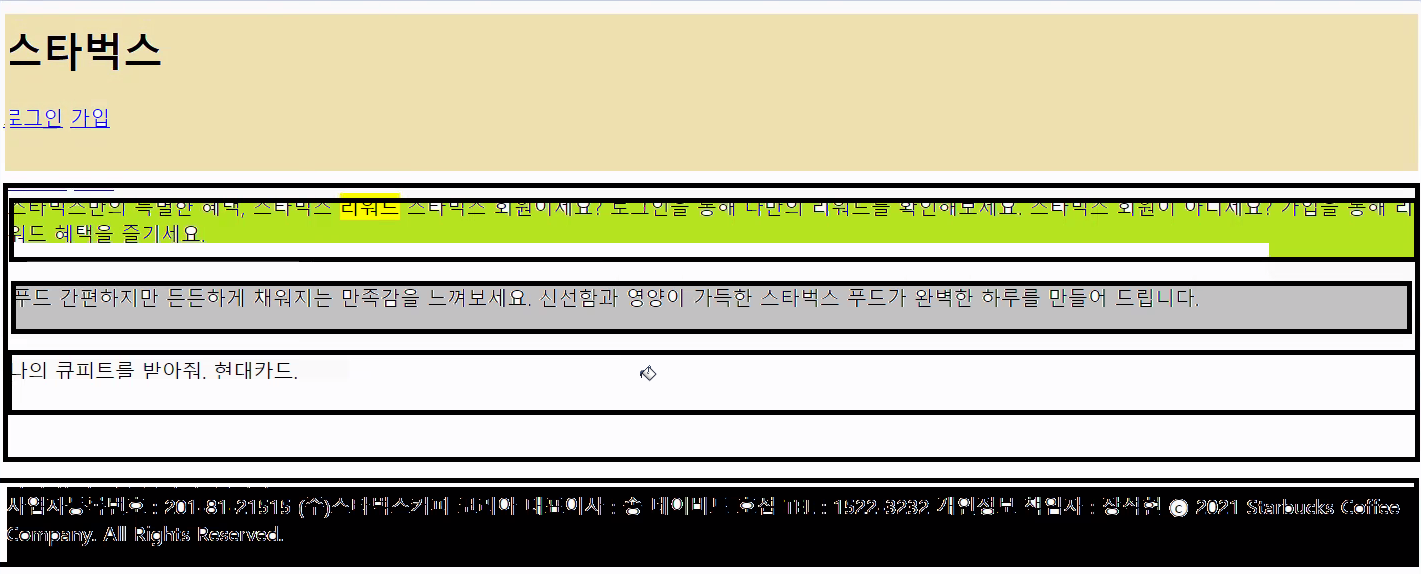 스타벅스
로그인 가입
스타벅스만의 특별한 혜택, 스타벅스 리워드 스타벅스 회원이세요? 로그인을 통해 나만의 리워드를 확인해보세요. 스타벅스 회원이 아니세요? 가입을 통해 리
워드 혜택을 즐기세요.
푸드 간편하지만 든든하게 채워지는 만족감을 느껴보세요. 신선함과 영양이 가득한 스타벅스 푸드가 완벽한 하루를 만들어 드립니다.
나의 큐피트를 받아줘. 현대카드.
사업자등록번호 : 201-81-21515 (주)스타벅스커피 코리아 대표이사 : 송 데이비드 호섭 TEL : 1522-3232 개인정보 책임자 : 장석현 ⓒ 2021 Starbucks Coffee
Company. All Rights Reserved.